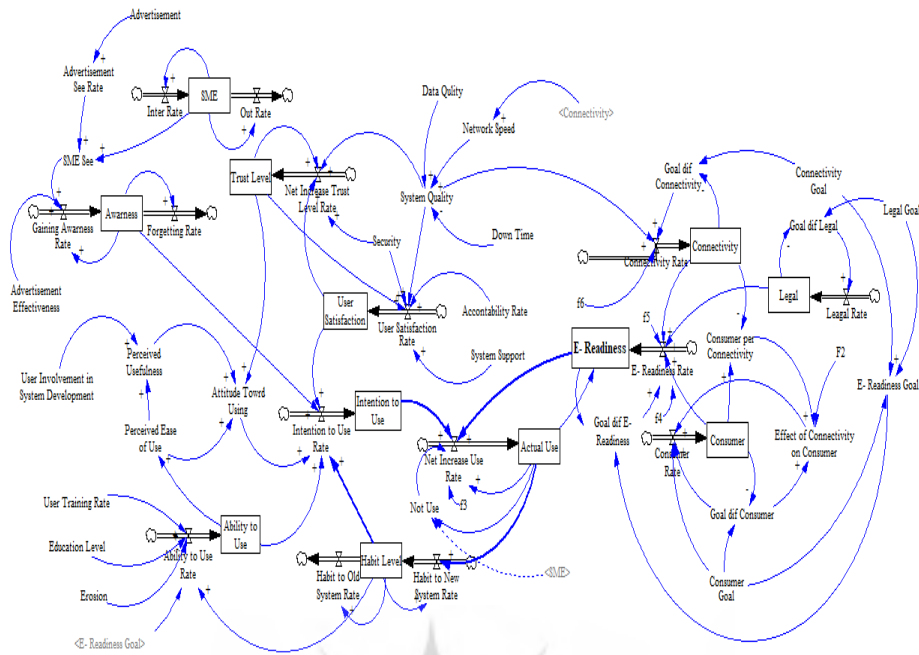 Advertisement
Advertisement
See Rate
SME
Inter Rate
Out Rate
SME See
Data Qulity
<Connectivity>
Network Speed
Trust Level
Net Increase Trust
Level Rate
System Quality
Goal dif
Connectivity
Connectivity
Goal
Legal Goal
Goal dif Legal
Awarness
Gaining Awarness
Rate
Forgetting Rate
Security
Down Time
Connectivity
Connectivity Rate
Advertisement
Effectiveness
f6
Legal
Leagal Rate
User
Satisfaction
User Satisfaction
Rate
Accontability Rate
f5
Consumer per
Connectivity
F2
Perceived
Usefulness
System Support
E- Readiness
E- Readiness Rate
E- Readiness Goal
User Involvement in
System Development
Attitude Towrd
Using
Intention to
Use
Intention to Use
Rate
Goal dif E-
Readiness
f4
Perceived Ease
of Use
Actual Use
Net Increase Use
Rate
Consumer
Consumer
Rate
Effect of Connectivity
on Consumer
f3
User Training Rate
Ability to
Use
Not Use
Goal dif Consumer
Education Level
Ability to Use
Rate
Habit Level
Habit to Old
System Rate
Habit to New
System Rate
<SME>
Consumer
Goal
Erosion
<E- Readiness Goal>